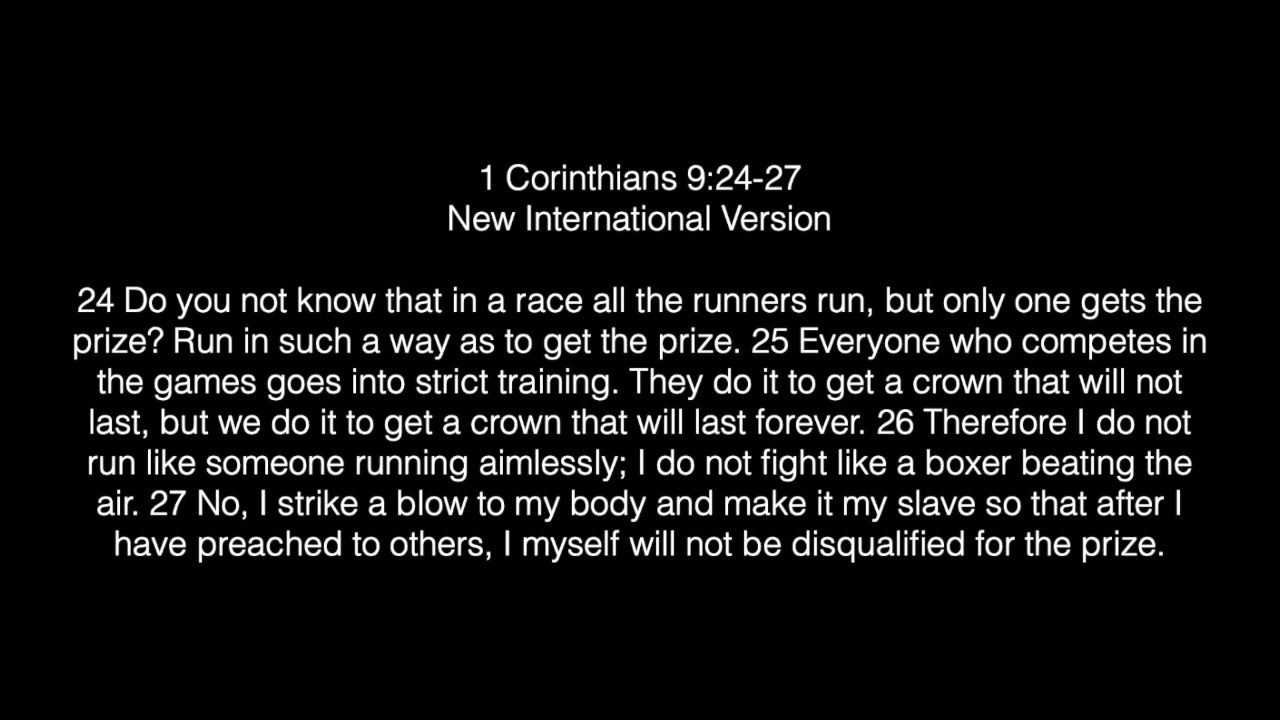 1 Corinthians 9:24-27
New International Version
24 Do you not know that in a race all the runners run, but only one gets the
prize? Run in such a way as to get the prize. 25 Everyone who competes in
the games goes into strict training. They do it to get a crown that will not
last, but we do it to get a crown that will last forever. 26 Therefore I do not
run like someone running aimlessly; I do not fight like a boxer beating the
air. 27 No, I strike a blow to my body and make it my slave so that after I
have preached to others, I myself will not be disqualified for the prize.